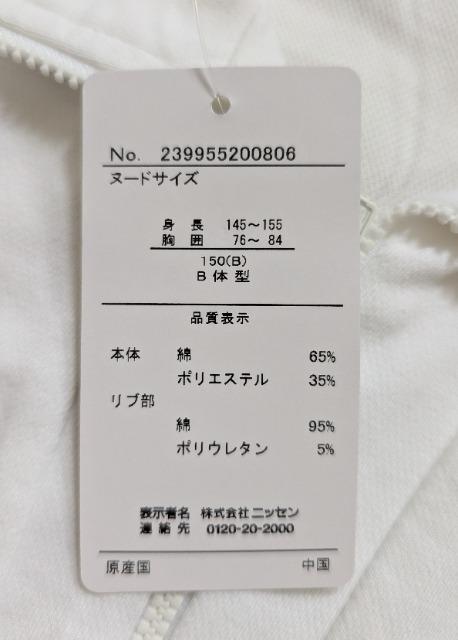 No. 239955200806
ヌードサイズ
身長 145～155
胸囲 76～ 84
150(B)
B体型
品質表示
本体 綿 65%
ポリエステル 35%
リブ部
綿 95%
ポリウレタン 5%
表示者名 株式会社ニッセン
連絡先 0120-20-2000
原産国 中国